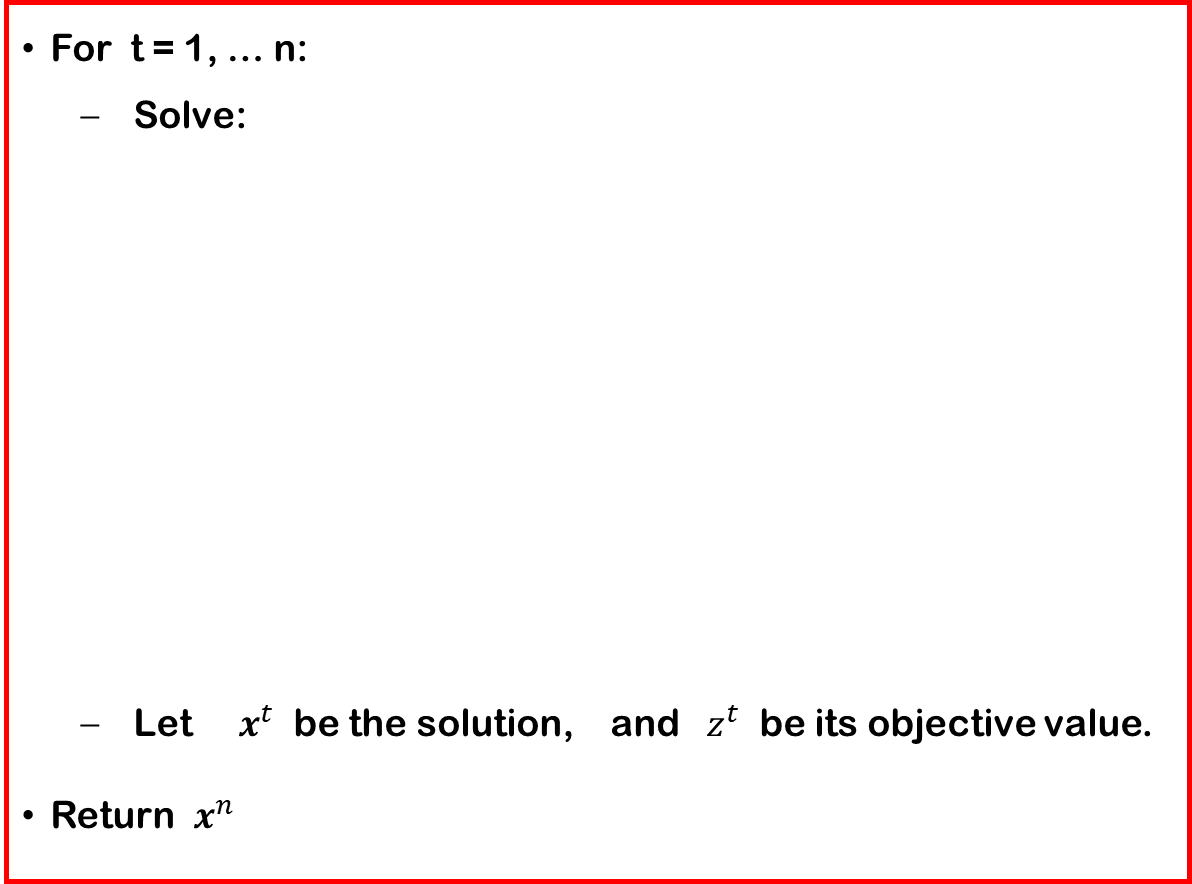 • For t = 1, … n:
– Solve:
– Let 𝒙ᵗ be the solution, and 𝑧ᵗ be its objective value.
• Return 𝒙ⁿ